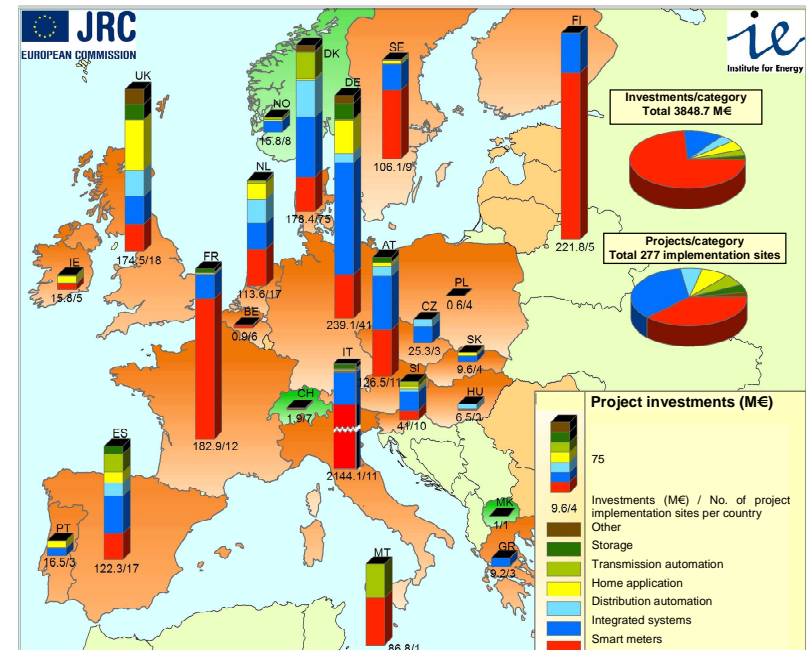 JRC
EUROPEAN COMMISSION
ie
Institute for Energy
Investments/category
Total 3848.7 M€
Projects/category
Total 277 implementation sites
UK
174.5/18
NO
15.8/8
DK
178.4/75
SE
106.1/9
FI
221.8/5
DE
239.1/41
NL
113.6/17
IE
15.8/5
FR
182.9/12
BE
0.9/6
AT
126.5/11
PL
0.6/4
CZ
25.3/3
SK
9.6/4
SI
41/10
HU
6.5/3
IT
2144.1/11
CH
1.9/7
ES
122.3/17
PT
16.5/3
MT
86.8/1
MK
1/1
GR
9.2/3
Project investments (M€)
75
9.6/4
Investments (M€) / No. of project
implementation sites per country
Other
Storage
Transmission automation
Home application
Distribution automation
Integrated systems
Smart meters